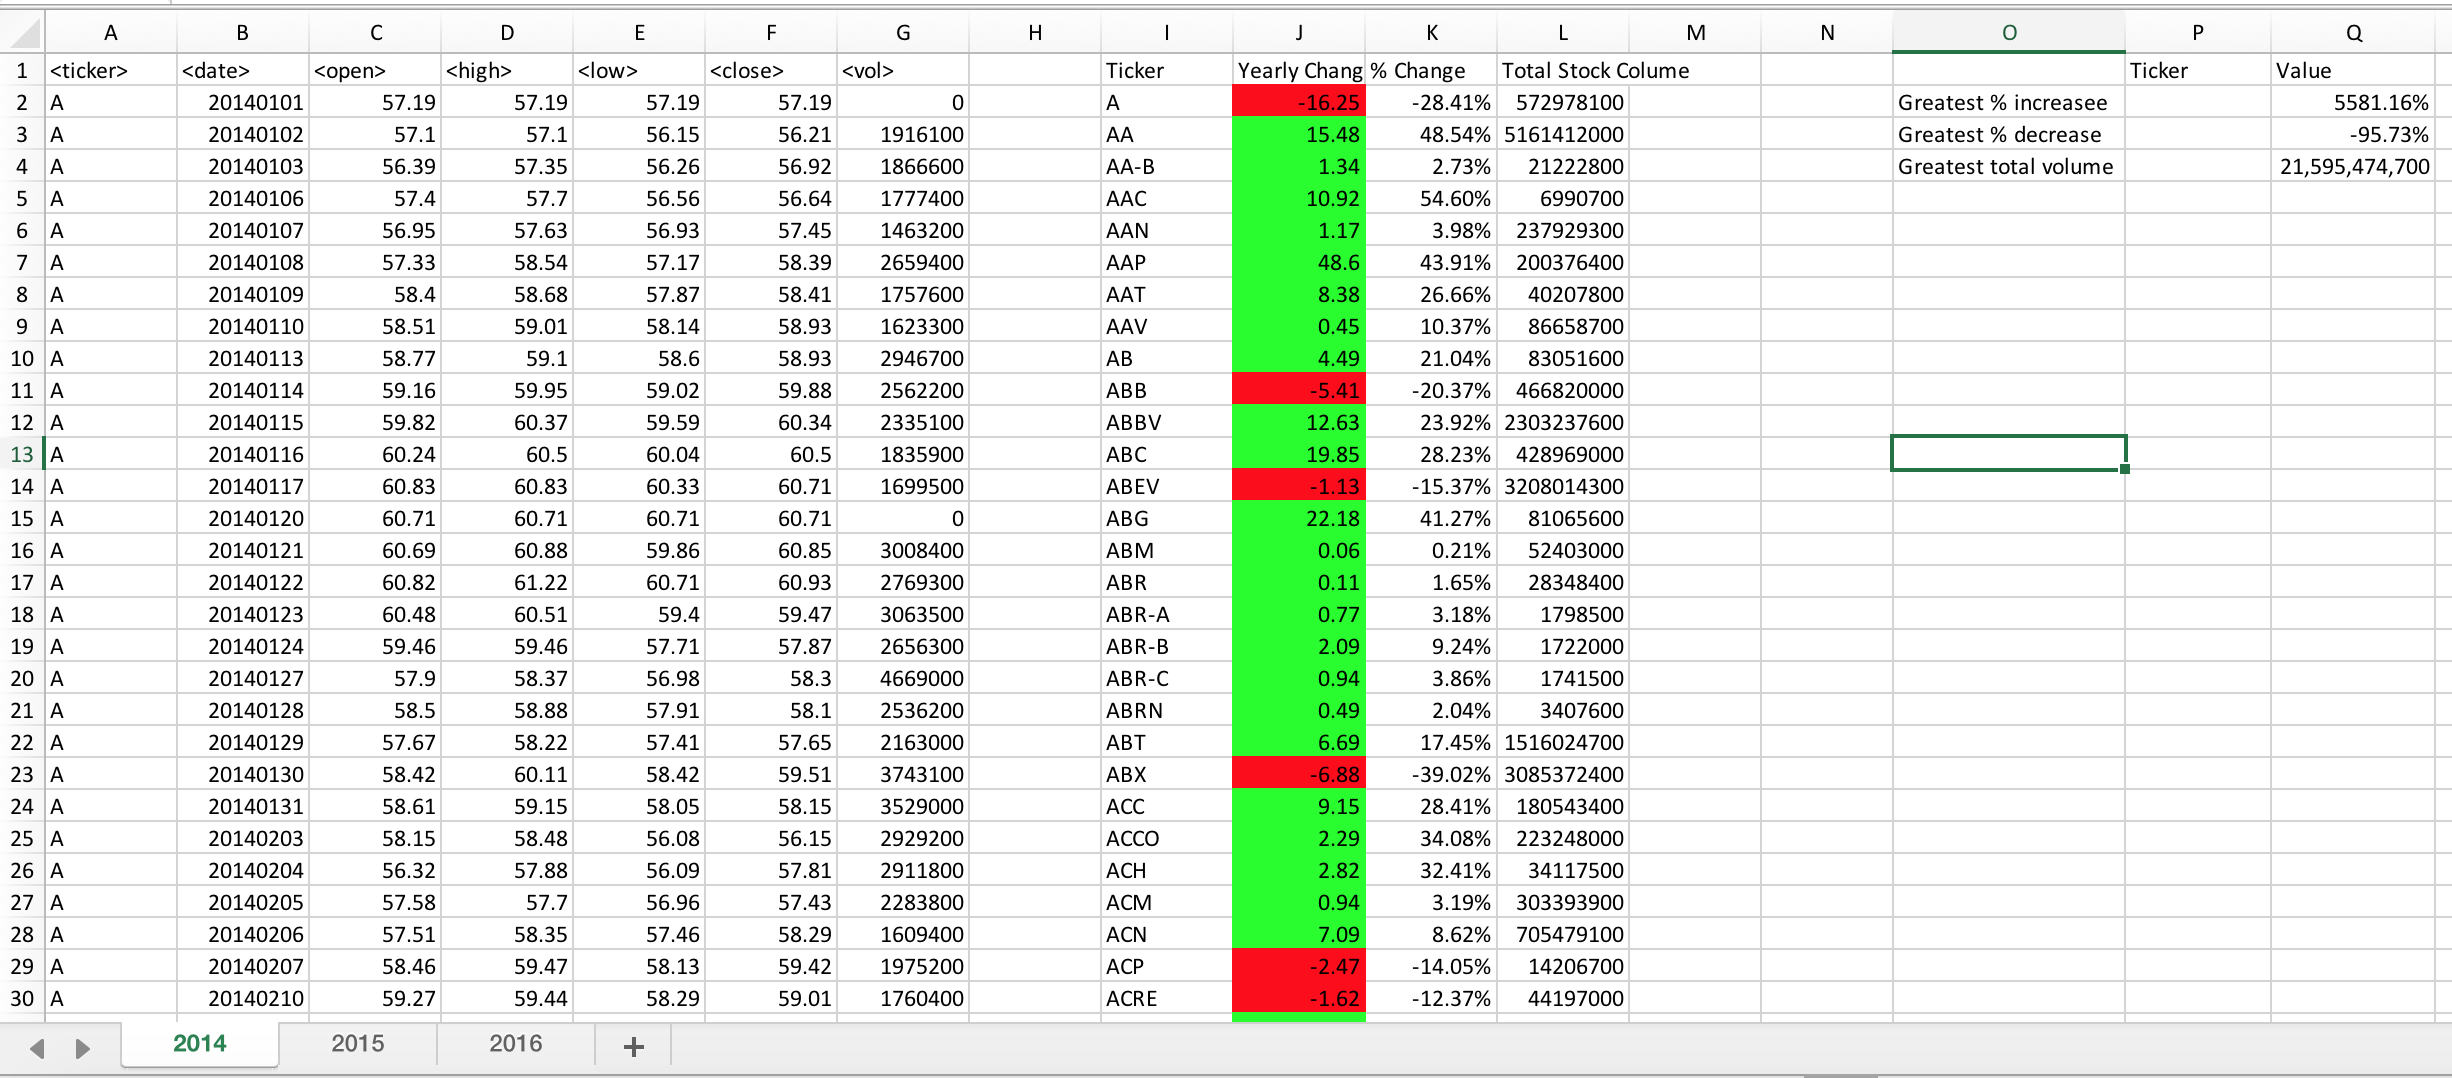 A B C D E F G H I J K L M N O P Q
1 <ticker> <date> <open> <high> <low> <close> <vol> Ticker Yearly Chang % Change Total Stock Colume Ticker Value
2 A 20140101 57.19 57.19 57.19 57.19 0 A -16.25 -28.41% 572978100 Greatest % increasee 5581.16%
3 A 20140102 57.1 57.1 56.15 56.21 1916100 AA 15.48 48.54% 5161412000 Greatest % decrease -95.73%
4 A 20140103 56.39 57.35 56.26 56.92 1866600 AA-B 1.34 2.73% 21222800 Greatest total volume 21,595,474,700
5 A 20140106 57.4 57.7 56.56 56.64 1777400 AAC 10.92 54.60% 6990700
6 A 20140107 56.95 57.63 56.93 57.45 1463200 AAN 1.17 3.98% 237929300
7 A 20140108 57.33 58.54 57.17 58.39 2659400 AAP 48.6 43.91% 200376400
8 A 20140109 58.4 58.68 57.87 58.41 1757600 AAT 8.38 26.66% 40207800
9 A 20140110 58.51 59.01 58.14 58.93 1623300 AAV 0.45 10.37% 86658700
10 A 20140113 58.77 59.1 58.6 58.93 2946700 AB 4.49 21.04% 83051600
11 A 20140114 59.16 59.95 59.02 59.88 2562200 ABB -5.41 -20.37% 466820000
12 A 20140115 59.82 60.37 59.59 60.34 2335100 ABBV 12.63 23.92% 2303237600
13 A 20140116 60.24 60.5 60.04 60.5 1835900 ABC 19.85 28.23% 428969000
14 A 20140117 60.83 60.83 60.33 60.71 1699500 ABEV -1.13 -15.37% 3208014300
15 A 20140120 60.71 60.71 60.71 60.71 0 ABG 22.18 41.27% 81065600
16 A 20140121 60.69 60.88 59.86 60.85 3008400 ABM 0.06 0.21% 52403000
17 A 20140122 60.82 61.22 60.71 60.93 2769300 ABR 0.11 1.65% 28348400
18 A 20140123 60.48 60.51 59.4 59.47 3063500 ABR-A 0.77 3.18% 1798500
19 A 20140124 59.46 59.46 57.71 57.87 2656300 ABR-B 2.09 9.24% 1722000
20 A 20140127 57.9 58.37 56.98 58.3 4669000 ABR-C 0.94 3.86% 1741500
21 A 20140128 58.5 58.88 57.91 58.1 2536200 ABRN 0.49 2.04% 3407600
22 A 20140129 57.67 58.22 57.41 57.65 2163000 ABT 6.69 17.45% 1516024700
23 A 20140130 58.42 60.11 58.42 59.51 3743100 ABX -6.88 -39.02% 3085372400
24 A 20140131 58.61 59.15 58.05 58.15 3529000 ACC 9.15 28.41% 180543400
25 A 20140203 58.15 58.48 56.08 56.15 2929200 ACCO 2.29 34.08% 223248000
26 A 20140204 56.32 57.88 56.09 57.81 2911800 ACH 2.82 32.41% 34117500
27 A 20140205 57.58 57.7 56.96 57.43 2283800 ACM 0.94 3.19% 303393900
28 A 20140206 57.51 58.35 57.46 58.29 1609400 ACN 7.09 8.62% 705479100
29 A 20140207 58.46 59.47 58.13 59.42 1975200 ACP -2.47 -14.05% 14206700
30 A 20140210 59.27 59.44 58.29 59.01 1760400 ACRE -1.62 -12.37% 44197000
2014 2015 2016 +